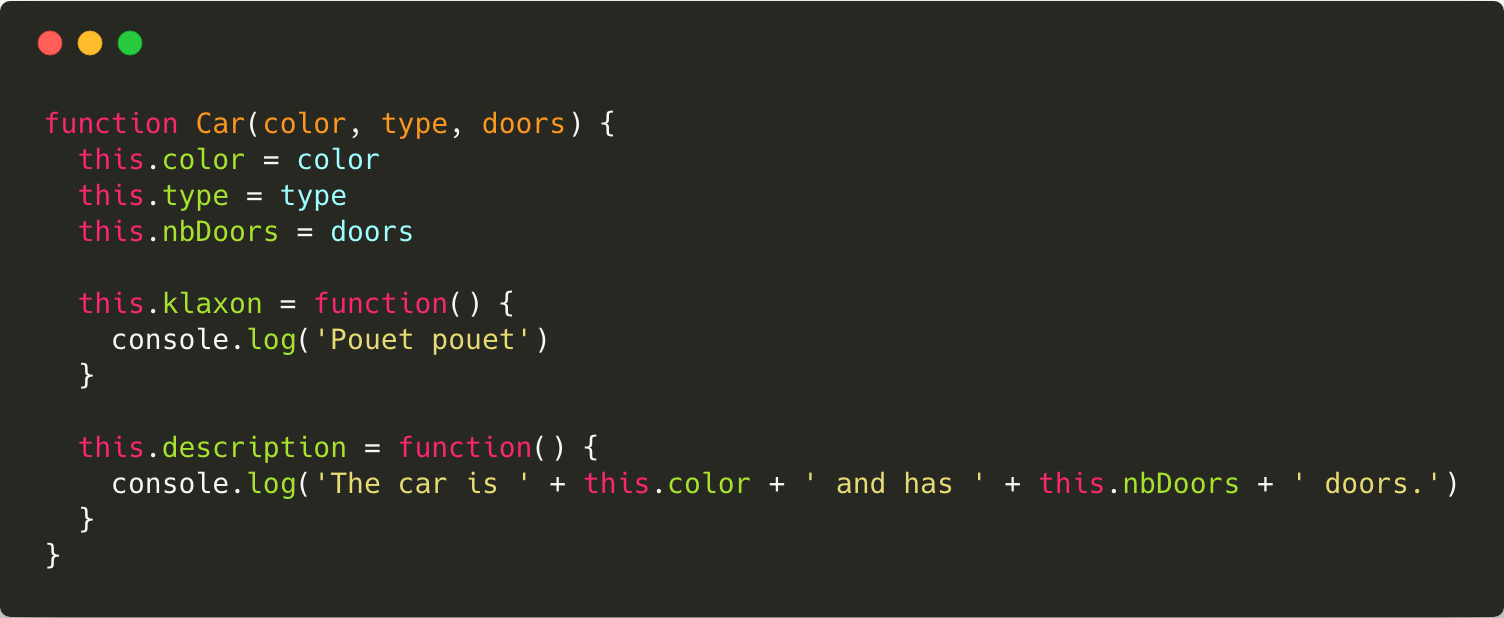 function Car(color, type, doors) {
  this.color = color
  this.type = type
  this.nbDoors = doors

  this.klaxon = function() {
    console.log('Pouet pouet')
  }

  this.description = function() {
    console.log('The car is ' + this.color + ' and has ' + this.nbDoors + ' doors.')
  }
}